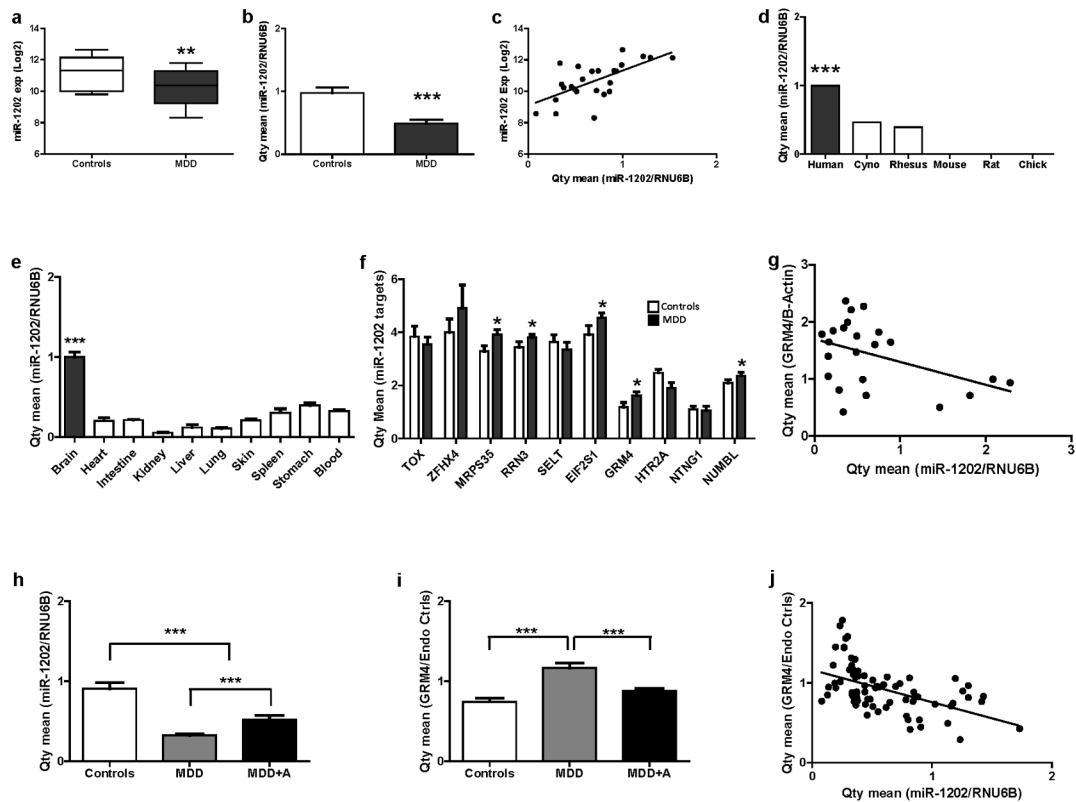 a
miR-1202 exp (Log2)
14
12
10
8
6
**
Controls
MDD
b
Qty mean (miR-1202/RNU6B)
2
1
0
***
Controls
MDD
c
miR-1202 Exp (Log2)
14
12
10
8
6
0
1
2
Qty mean (miR-1202/RNU6B)
d
Qty mean (miR-1202/RNU6B)
2
1
0
***
Human
Cyno
Rhesus
Mouse
Rat
Chick
e
Qty mean (miR-1202/RNU6B)
2
1
0
***
Brain
Heart
Intestine
Kidney
Liver
Lung
Skin
Spleen
Stomach
Blood
f
Qty Mean (miR-1202 targets)
6
4
2
0
Controls
MDD
*
*
*
*
*
TOX
ZFHX4
MRPS35
RRN3
SELT
EIF2S1
GRM4
HTR2A
NTNG1
NUMBL
g
Qty mean (GRM4/B-Actin)
3
2
1
0
0
1
2
3
Qty mean (miR-1202/RNU6B)
h
Qty mean (miR-1202/RNU6B)
2
1
0
***
***
Controls
MDD
MDD+A
i
Qty mean (GRM4/Endo Ctrls)
2
1
0
***
***
Controls
MDD
MDD+A
j
Qty mean (GRM4/Endo Ctrls)
2
1
0
0
1
2
Qty mean (miR-1202/RNU6B)